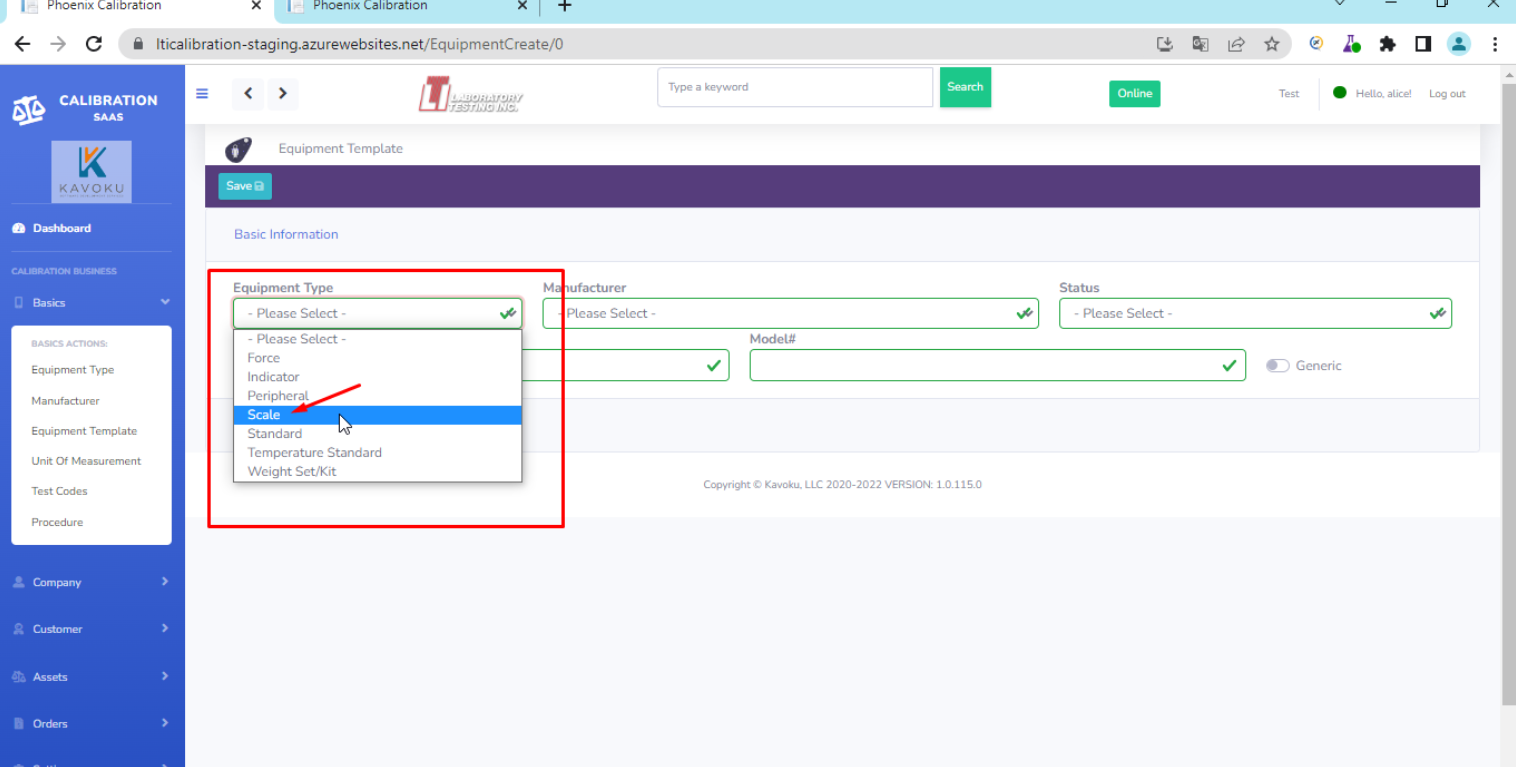 Phoenix Calibration
Phoenix Calibration
lticalibration-staging.azurewebsites.net/EquipmentCreate/0
CALIBRATION
SAAS
KAVOKU
Dashboard
CALIBRATION BUSINESS
Basics
BASICS ACTIONS:
Equipment Type
Manufacturer
Equipment Template
Unit Of Measurement
Test Codes
Procedure
Company
Customer
Assets
Orders
LABORATORY
TESTING INC.
Type a keyword
Search
Online
Test
Hello, alice!
Log out
Equipment Template
Save
Basic Information
Equipment Type
Manufacturer
Status
- Please Select -
- Please Select -
- Please Select -
- Please Select -
Force
Indicator
Peripheral
Scale
Standard
Temperature Standard
Weight Set/Kit
Model#
Generic
Copyright © Kavoku, LLC 2020-2022 VERSION: 1.0.115.0